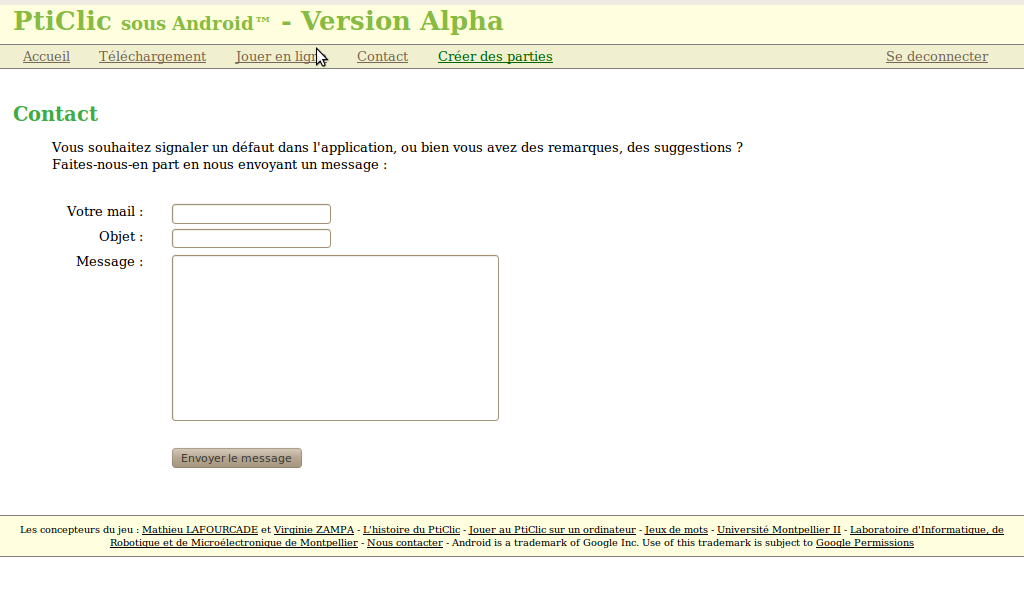 PtiClic sous Android™ - Version Alpha
Accueil Téléchargement Jouer en ligne Contact Créer des parties Se deconnecter
Contact
Vous souhaitez signaler un défaut dans l'application, ou bien vous avez des remarques, des suggestions ?
Faites-nous-en part en nous envoyant un message :
Votre mail :
Objet :
Message :
Envoyer le message
Les concepteurs du jeu : Mathieu LAFOURCADE et Virginie ZAMPA - L'histoire du PtiClic - Jouer au PtiClic sur un ordinateur - Jeux de mots - Université Montpellier II - Laboratoire d'Informatique, de
Robotique et de Microélectronique de Montpellier - Nous contacter - Android is a trademark of Google Inc. Use of this trademark is subject to Google Permissions